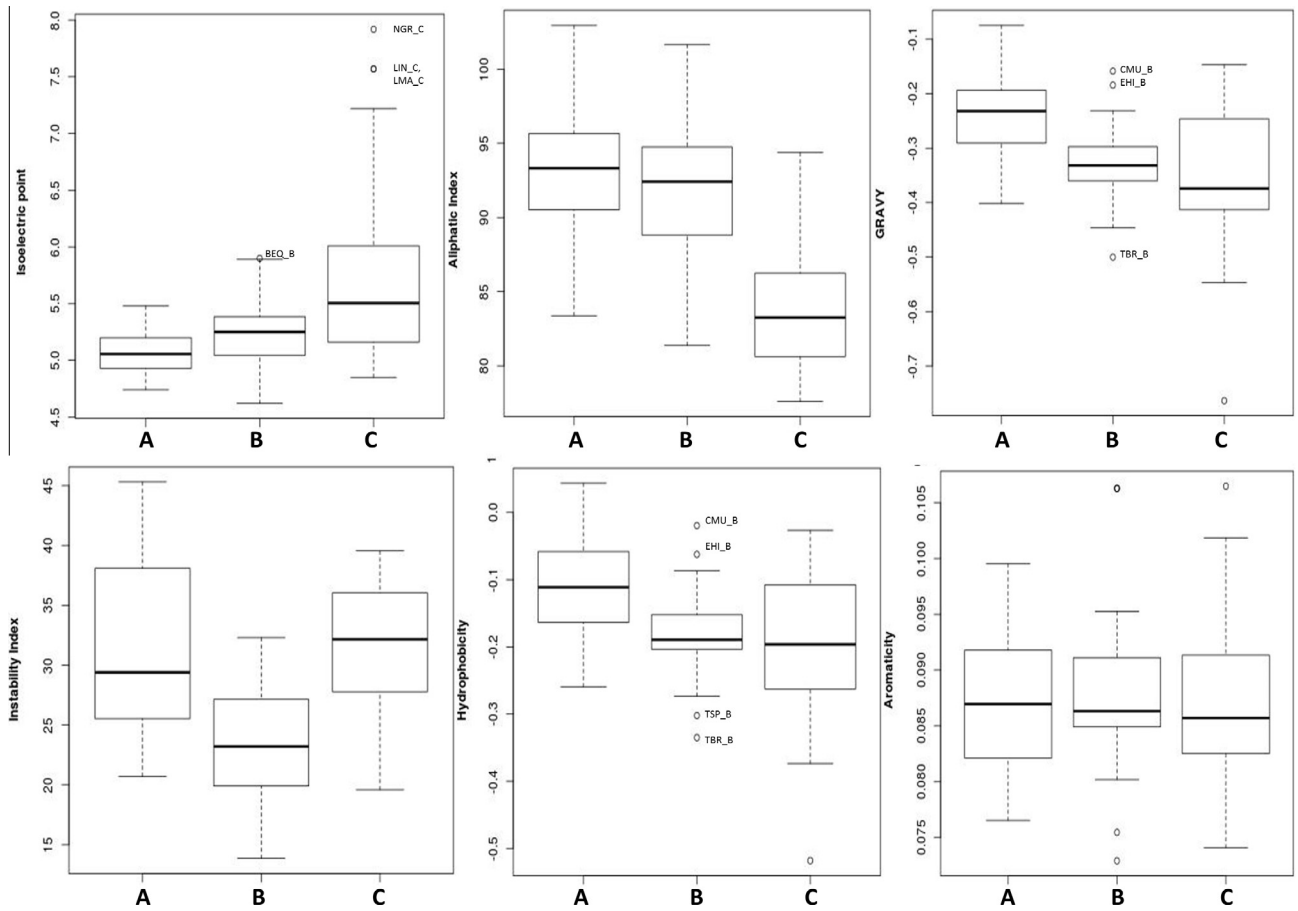 Isoelectric point
8.0
7.5
7.0
6.5
6.0
5.5
5.0
4.5
NGR_C
LIN_C,
LMA_C
BEQ_B
A B C
Aliphatic Index
100
95
90
85
80
A B C
GRAVY
-0.1
-0.2
-0.3
-0.4
-0.5
-0.6
-0.7
CMU_B
EHI_B
TBR_B
A B C
Instability Index
45
40
35
30
25
20
15
A B C
Hydrophobicity
1
0.0
-0.1
-0.2
-0.3
-0.4
-0.5
CMU_B
EHI_B
TSP_B
TBR_B
A B C
Aromaticity
0.105
0.100
0.095
0.090
0.085
0.080
0.075
A B C